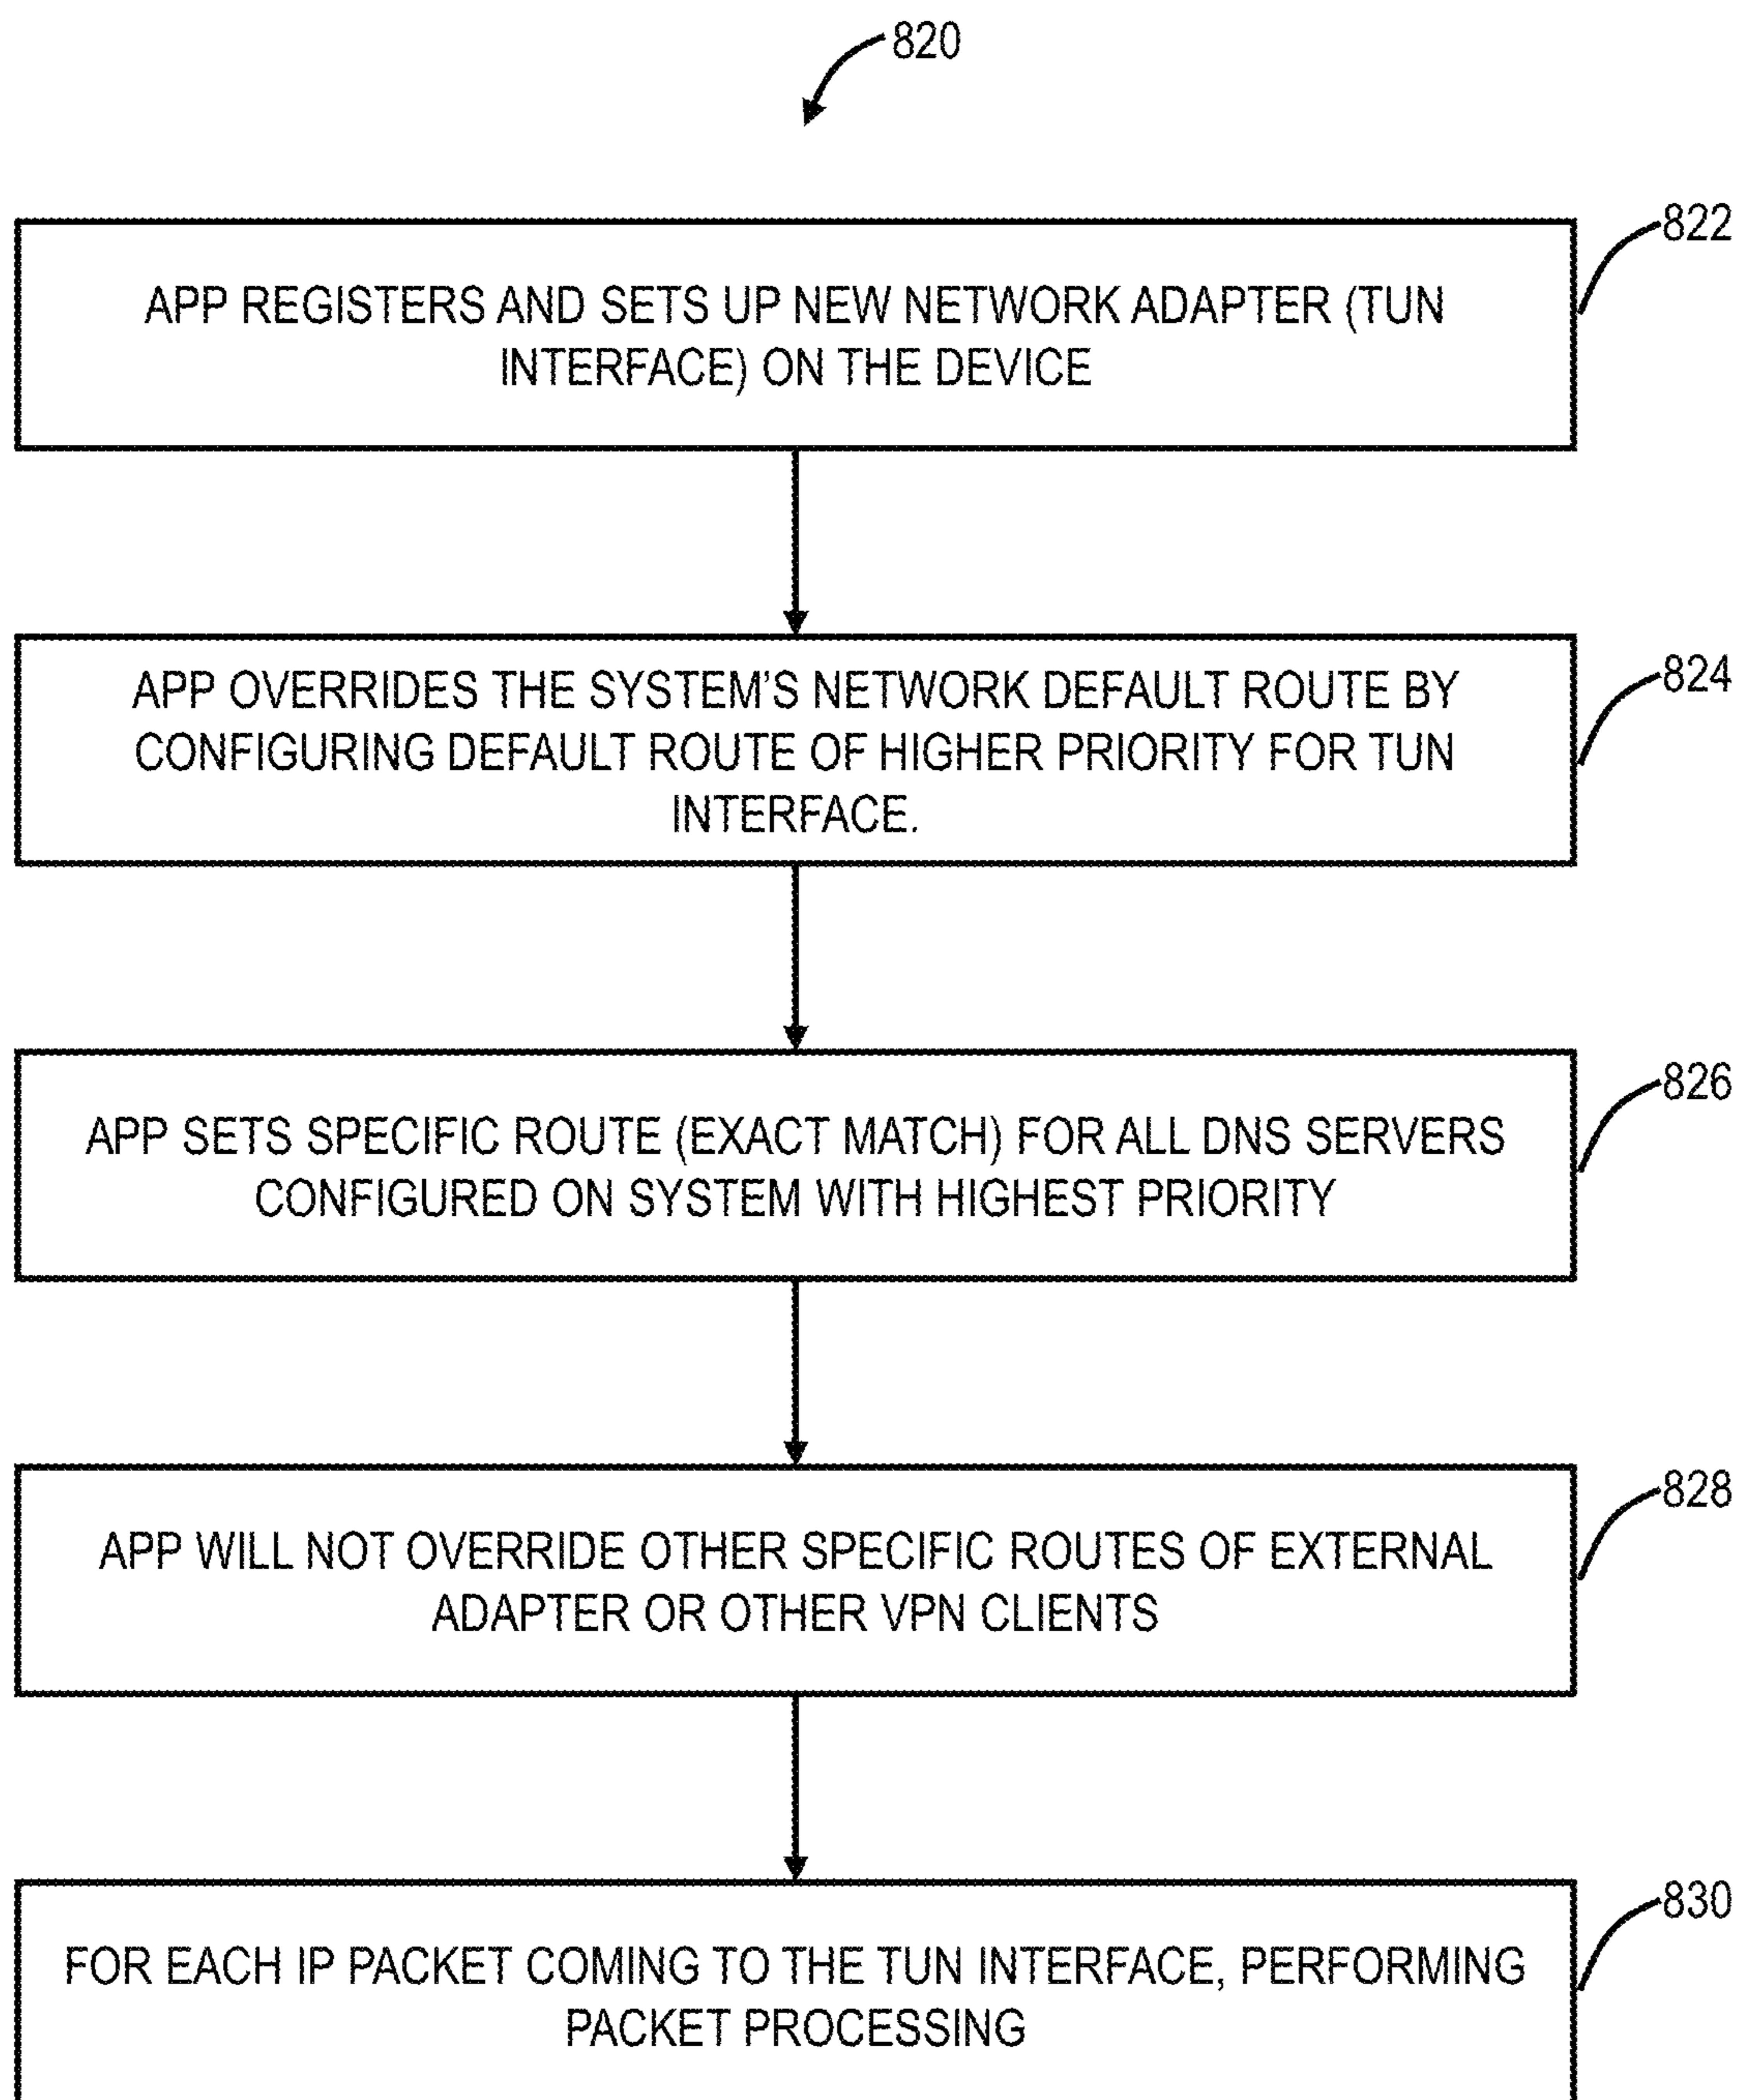 820
822
APP REGISTERS AND SETS UP NEW NETWORK ADAPTER (TUN
INTERFACE) ON THE DEVICE
824
APP OVERRIDES THE SYSTEM'S NETWORK DEFAULT ROUTE BY
CONFIGURING DEFAULT ROUTE OF HIGHER PRIORITY FOR TUN
INTERFACE.
826
APP SETS SPECIFIC ROUTE (EXACT MATCH) FOR ALL DNS SERVERS
CONFIGURED ON SYSTEM WITH HIGHEST PRIORITY
828
APP WILL NOT OVERRIDE OTHER SPECIFIC ROUTES OF EXTERNAL
ADAPTER OR OTHER VPN CLIENTS
830
FOR EACH IP PACKET COMING TO THE TUN INTERFACE, PERFORMING
PACKET PROCESSING